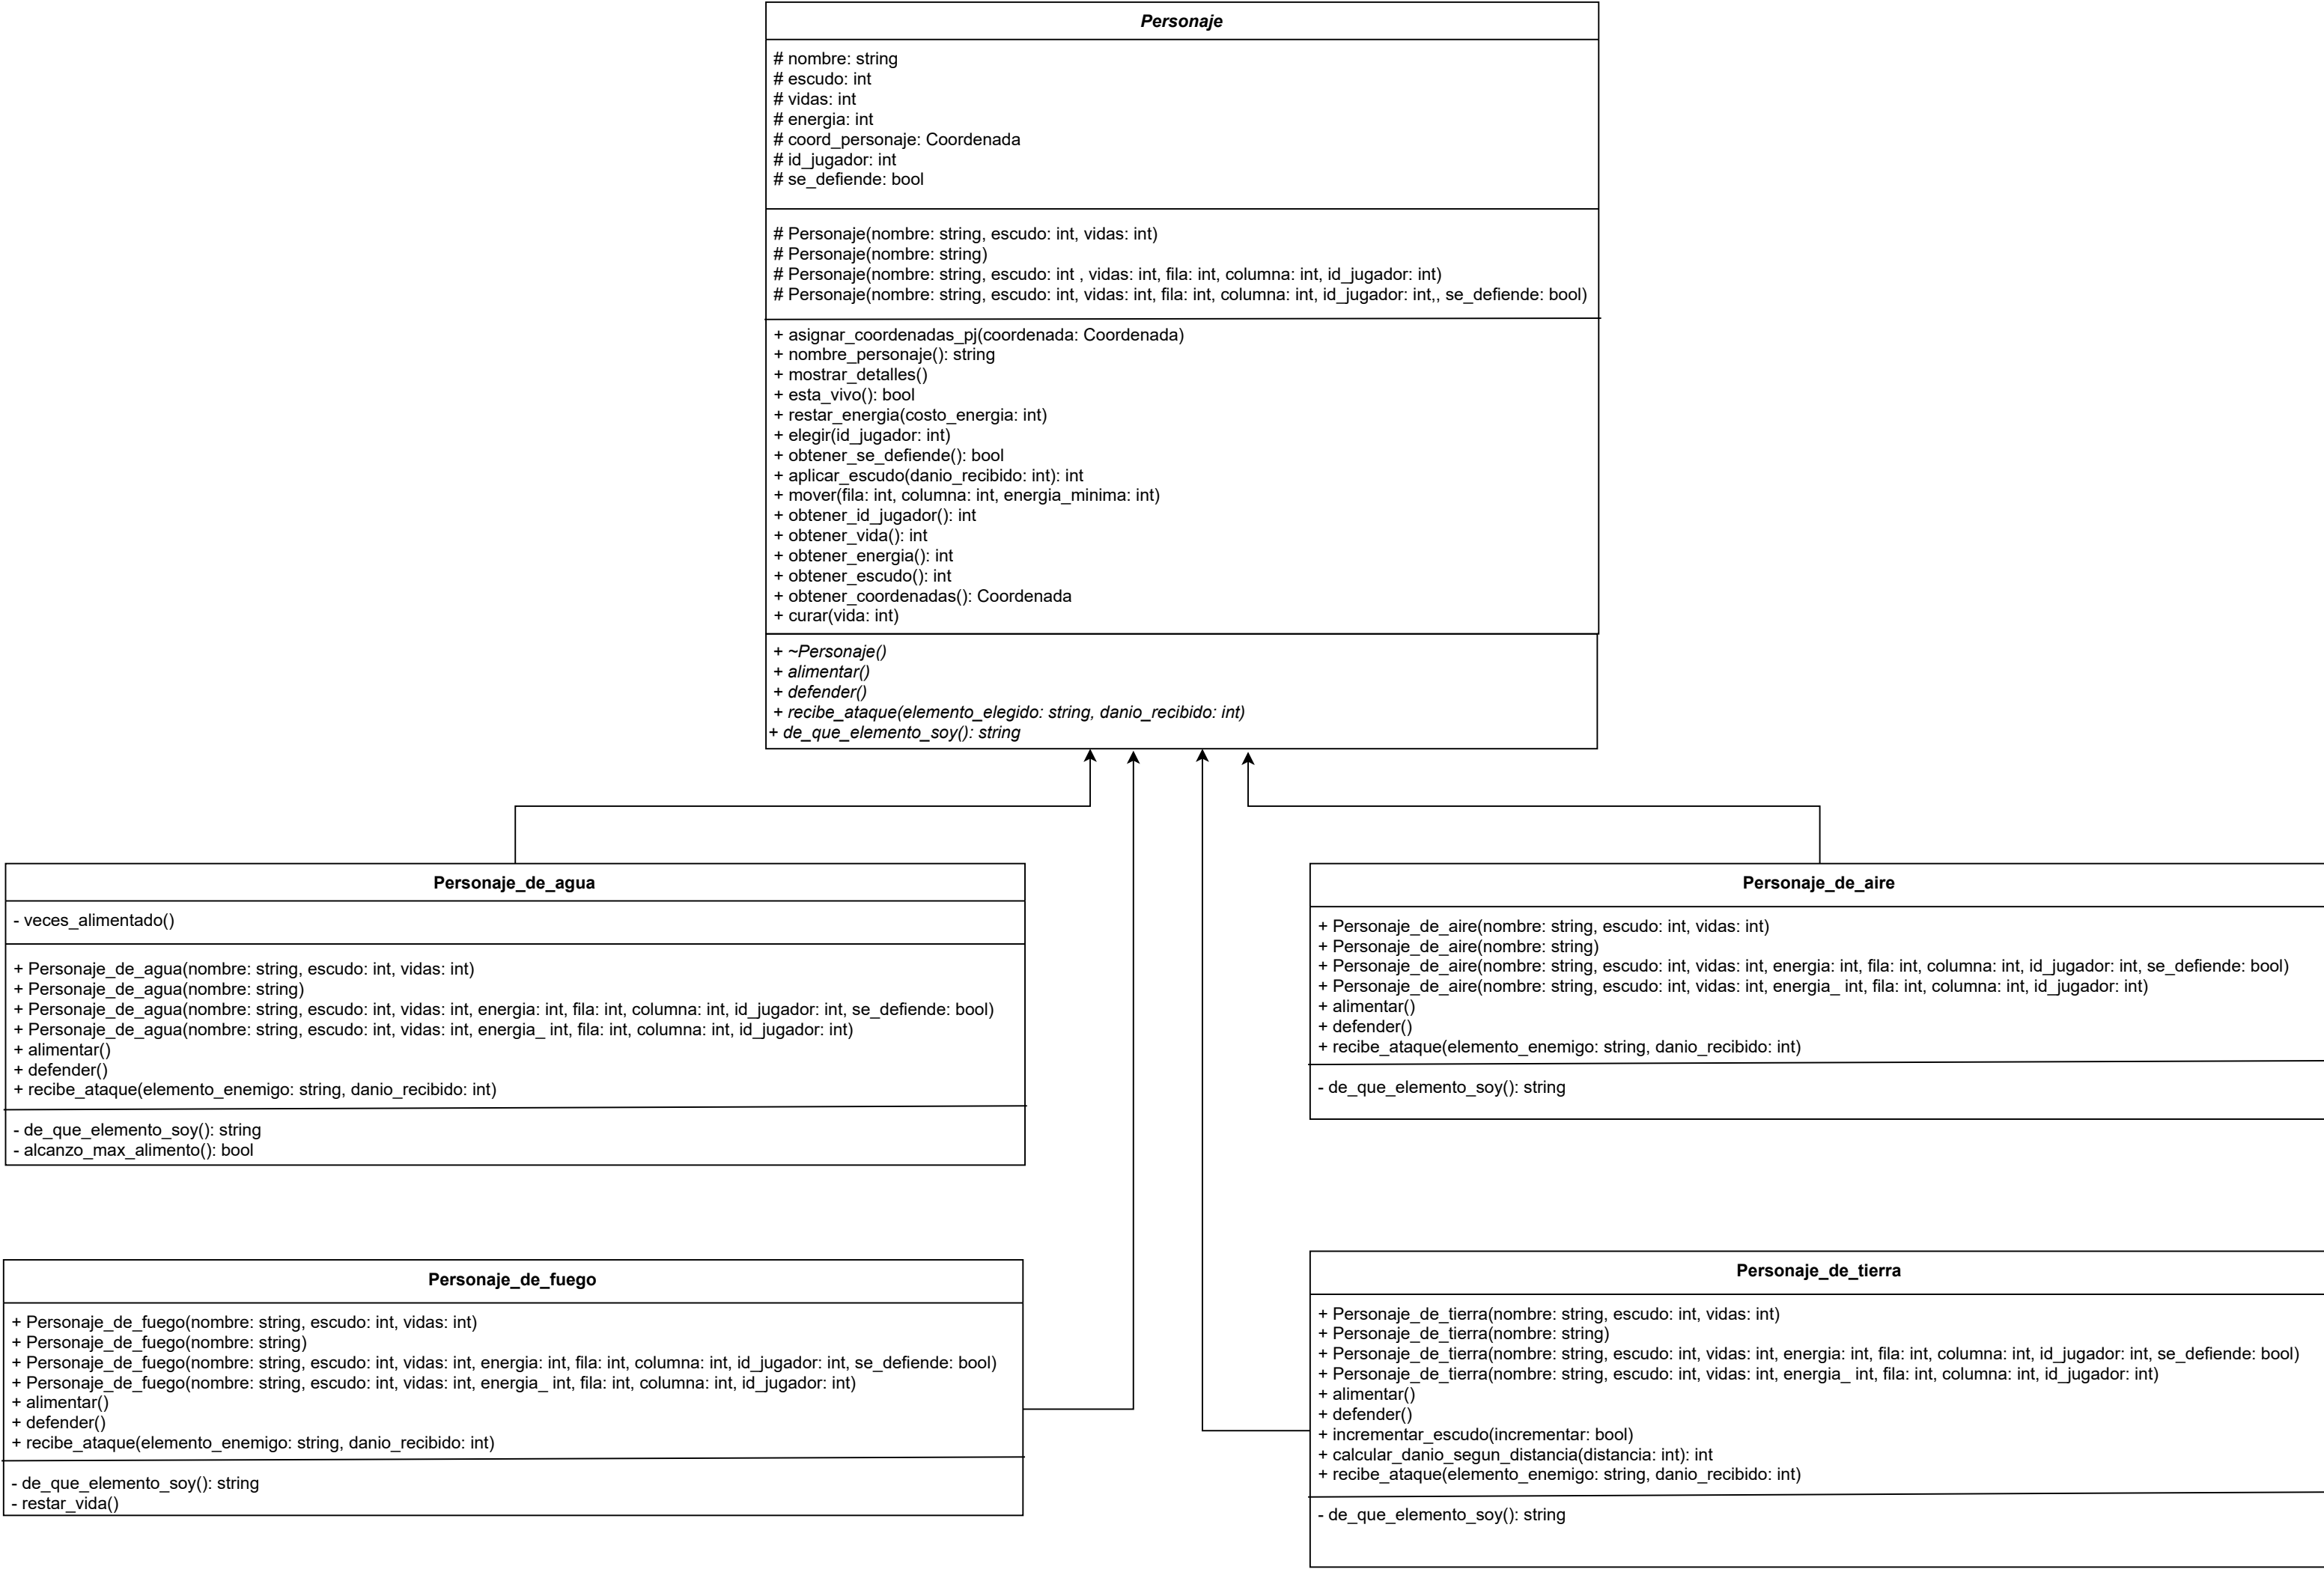 Personaje
# nombre: string
# escudo: int
# vidas: int
# energia: int
# coord_personaje: Coordenada
# id_jugador: int
# se_defiende: bool
# Personaje(nombre: string, escudo: int, vidas: int)
# Personaje(nombre: string)
# Personaje(nombre: string, escudo: int , vidas: int, fila: int, columna: int, id_jugador: int)
# Personaje(nombre: string, escudo: int, vidas: int, fila: int, columna: int, id_jugador: int,, se_defiende: bool)
+ asignar_coordenadas_pj(coordenada: Coordenada)
+ nombre_personaje(): string
+ mostrar_detalles()
+ esta_vivo(): bool
+ restar_energia(costo_energia: int)
+ elegir(id_jugador: int)
+ obtener_se_defiende(): bool
+ aplicar_escudo(danio_recibido: int): int
+ mover(fila: int, columna: int, energia_minima: int)
+ obtener_id_jugador(): int
+ obtener_vida(): int
+ obtener_energia(): int
+ obtener_escudo(): int
+ obtener_coordenadas(): Coordenada
+ curar(vida: int)
+ ~Personaje()
+ alimentar()
+ defender()
+ recibe_ataque(elemento_elegido: string, danio_recibido: int)
+ de_que_elemento_soy(): string
Personaje_de_agua
- veces_alimentado()
+ Personaje_de_agua(nombre: string, escudo: int, vidas: int)
+ Personaje_de_agua(nombre: string)
+ Personaje_de_agua(nombre: string, escudo: int, vidas: int, energia: int, fila: int, columna: int, id_jugador: int, se_defiende: bool)
+ Personaje_de_agua(nombre: string, escudo: int, vidas: int, energia_ int, fila: int, columna: int, id_jugador: int)
+ alimentar()
+ defender()
+ recibe_ataque(elemento_enemigo: string, danio_recibido: int)
- de_que_elemento_soy(): string
- alcanzo_max_alimento(): bool
Personaje_de_aire
+ Personaje_de_aire(nombre: string, escudo: int, vidas: int)
+ Personaje_de_aire(nombre: string)
+ Personaje_de_aire(nombre: string, escudo: int, vidas: int, energia: int, fila: int, columna: int, id_jugador: int, se_defiende: bool)
+ Personaje_de_aire(nombre: string, escudo: int, vidas: int, energia_ int, fila: int, columna: int, id_jugador: int)
+ alimentar()
+ defender()
+ recibe_ataque(elemento_enemigo: string, danio_recibido: int)
- de_que_elemento_soy(): string
Personaje_de_fuego
+ Personaje_de_fuego(nombre: string, escudo: int, vidas: int)
+ Personaje_de_fuego(nombre: string)
+ Personaje_de_fuego(nombre: string, escudo: int, vidas: int, energia: int, fila: int, columna: int, id_jugador: int, se_defiende: bool)
+ Personaje_de_fuego(nombre: string, escudo: int, vidas: int, energia_ int, fila: int, columna: int, id_jugador: int)
+ alimentar()
+ defender()
+ recibe_ataque(elemento_enemigo: string, danio_recibido: int)
- de_que_elemento_soy(): string
- restar_vida()
Personaje_de_tierra
+ Personaje_de_tierra(nombre: string, escudo: int, vidas: int)
+ Personaje_de_tierra(nombre: string)
+ Personaje_de_tierra(nombre: string, escudo: int, vidas: int, energia: int, fila: int, columna: int, id_jugador: int, se_defiende: bool)
+ Personaje_de_tierra(nombre: string, escudo: int, vidas: int, energia_ int, fila: int, columna: int, id_jugador: int)
+ alimentar()
+ defender()
+ incrementar_escudo(incrementar: bool)
+ calcular_danio_segun_distancia(distancia: int): int
+ recibe_ataque(elemento_enemigo: string, danio_recibido: int)
- de_que_elemento_soy(): string